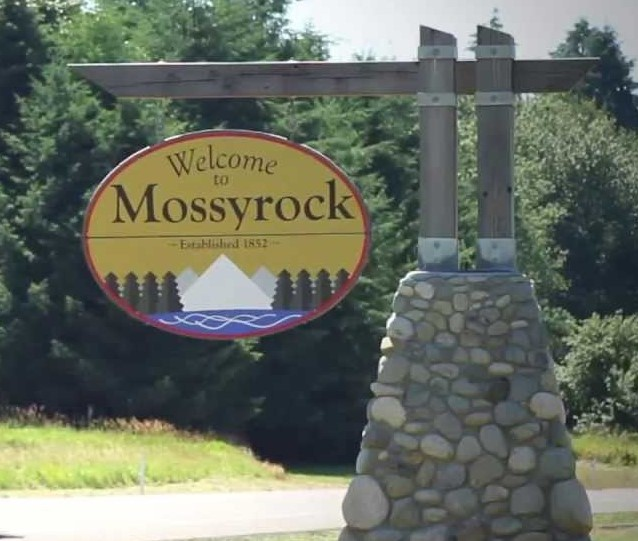 Welcome
to
Mossyrock
- Established 1852 -